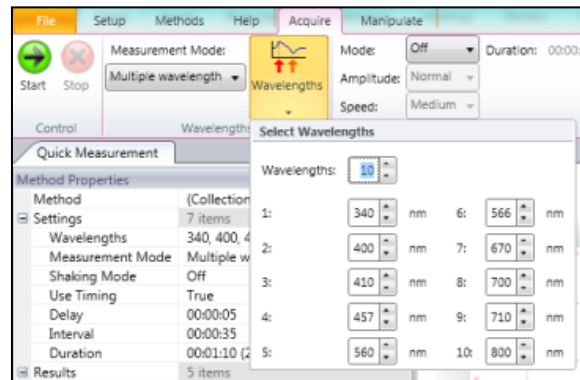 File Setup Methods Help Acquire Manipulate
Measurement Mode: Mode: Off Duration: 00:00:
Multiple wavelength Wavelengths Amplitude: Normal
Start Stop Speed: Medium
Control Wavelengths Select Wavelengths
Quick Measurement
Wavelengths: 10
Method Properties
Method (Collection
1: 340 nm 6: 566 nm
Settings 7 items
Wavelengths 340, 400, 4
2: 400 nm 7: 670 nm
Measurement Mode Multiple w
Shaking Mode Off
3: 410 nm 8: 700 nm
Use Timing True
Delay 00:00:05
4: 457 nm 9: 710 nm
Interval 00:00:35
Duration 00:01:10 (2
5: 560 nm 10: 800 nm
Results 5 items